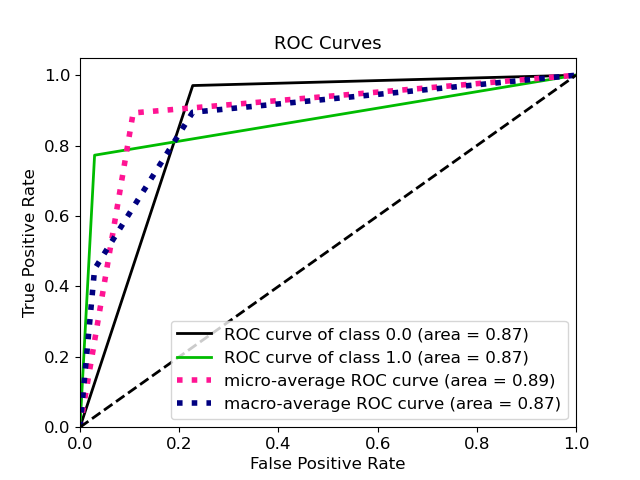 ROC Curves
True Positive Rate
1.0
0.8
0.6
0.4
0.2
0.0
ROC curve of class 0.0 (area = 0.87)
ROC curve of class 1.0 (area = 0.87)
micro-average ROC curve (area = 0.89)
macro-average ROC curve (area = 0.87)
0.0 0.2 0.4 0.6 0.8 1.0
False Positive Rate